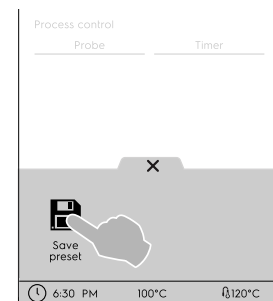 Process control
Probe Timer
Save
preset
6:30 PM 100°C 120°C